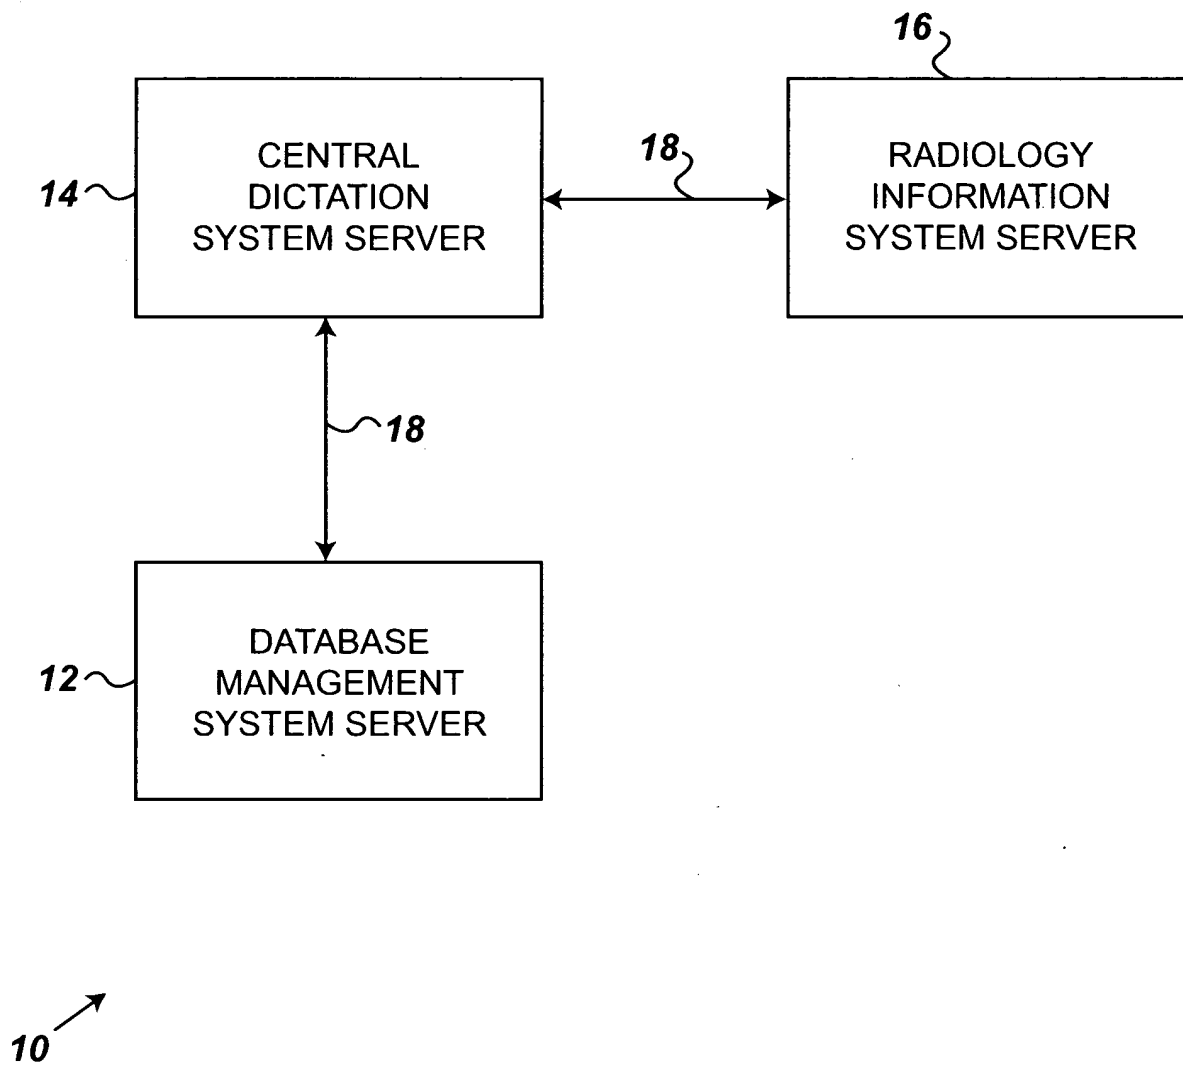 16
CENTRAL
DICTATION
SYSTEM SERVER
14
18
RADIOLOGY
INFORMATION
SYSTEM SERVER
18
DATABASE
MANAGEMENT
SYSTEM SERVER
12
10